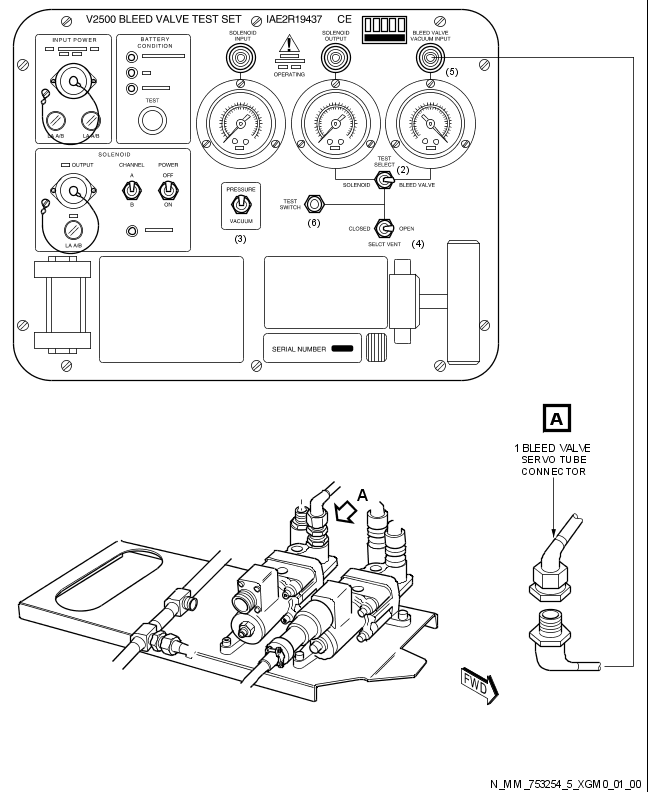 V2500 BLEED VALVE TEST SET IAE2R19437 CE
INPUT POWER
LA A/B LA A/B
BATTERY
CONDITION
TEST
SOLENOID
INPUT
OPERATING
SOLENOID
OUTPUT
BLEED VALVE
VACUUM INPUT
(5)
SOLENOID
OUTPUT
LA A/B
CHANNEL
A
B
POWER
OFF
ON
PRESSURE
VACUUM
(3)
TEST
SELECT
(2)
SOLENOID
BLEED VALVE
TEST
SWITCH
(6)
CLOSED
OPEN
SELCT VENT
(4)
SERIAL NUMBER
A
1 BLEED VALVE
SERVO TUBE
CONNECTOR
A
FWD
N_MM_753254_5_XGM0_01_00